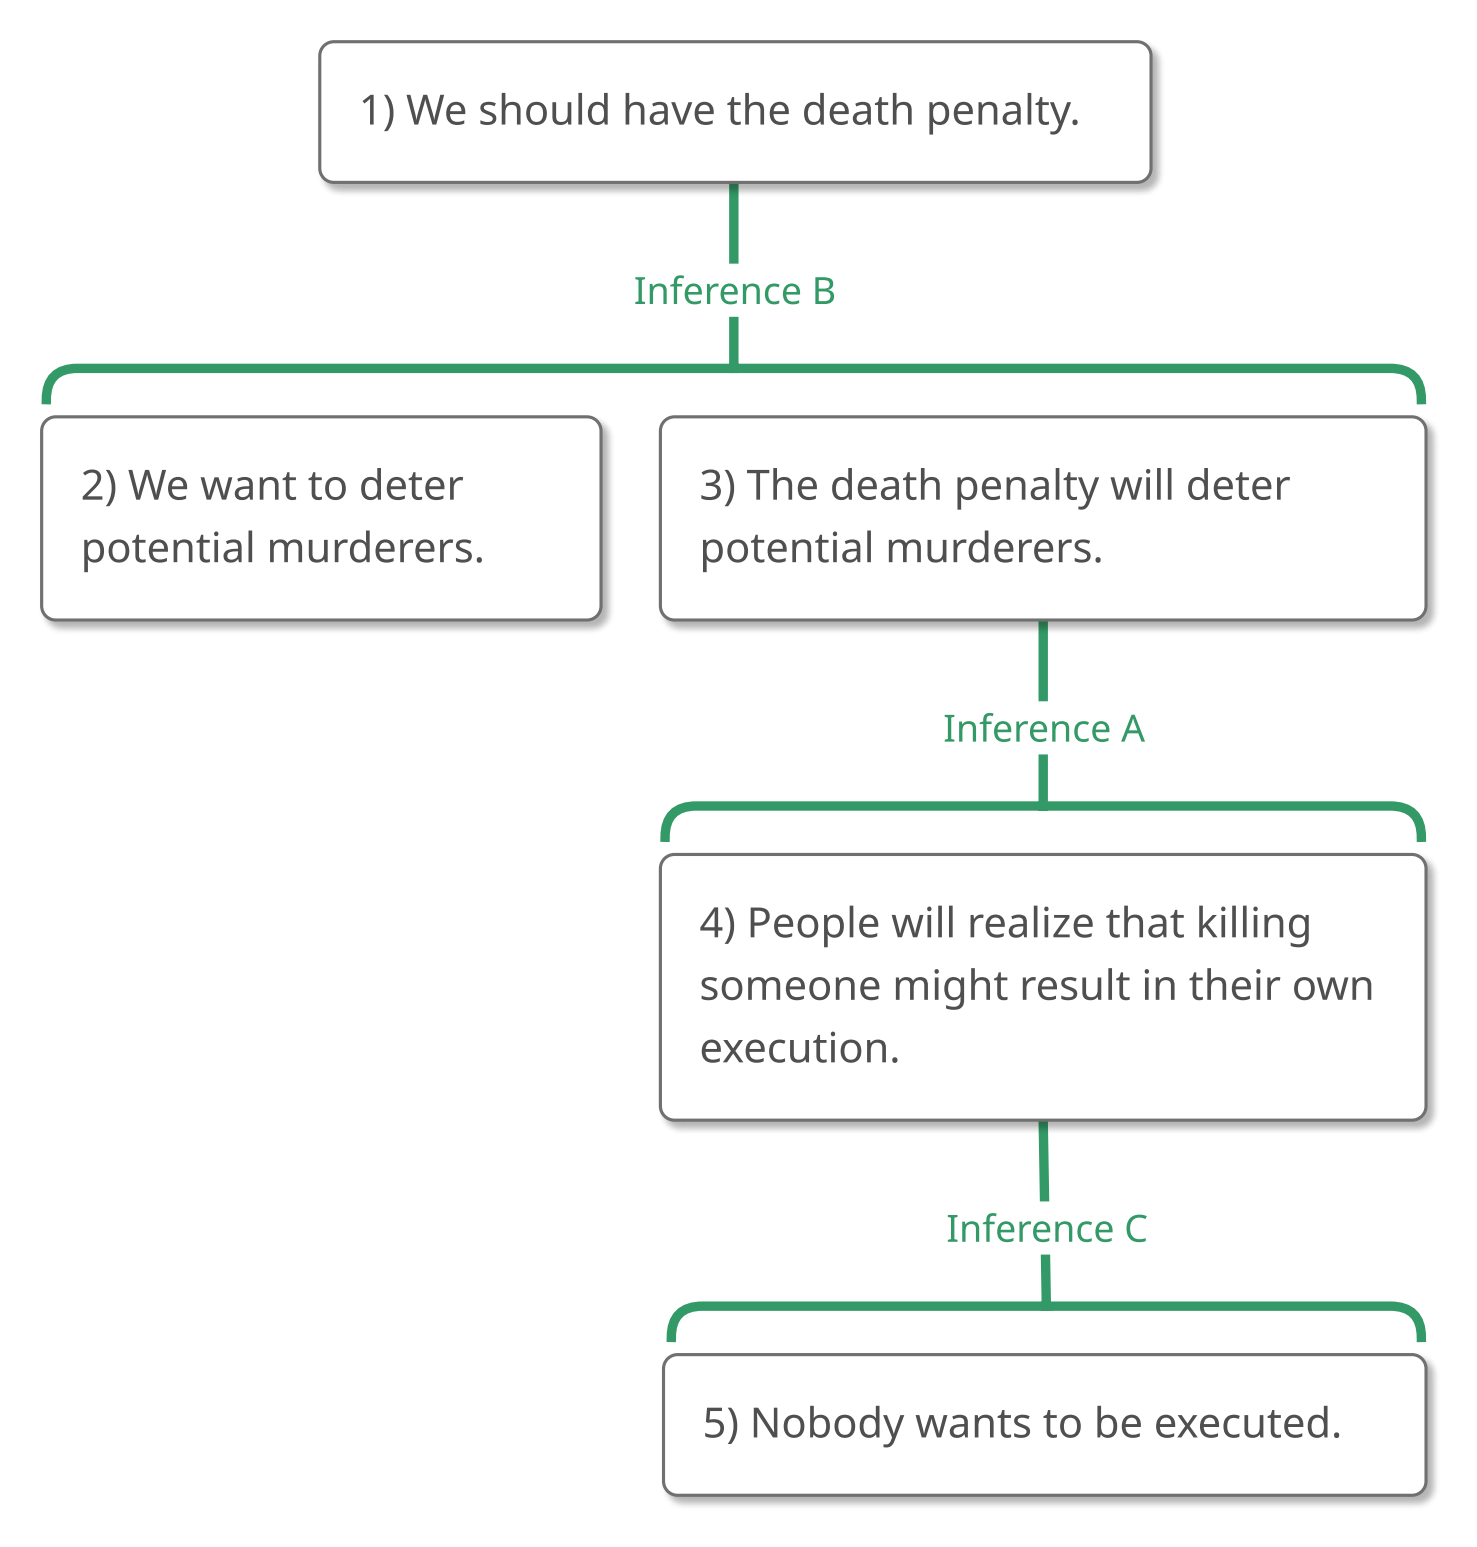 1) We should have the death penalty.
Inference B
2) We want to deter
potential murderers.
3) The death penalty will deter
potential murderers.
Inference A
4) People will realize that killing
someone might result in their own
execution.
Inference C
5) Nobody wants to be executed.